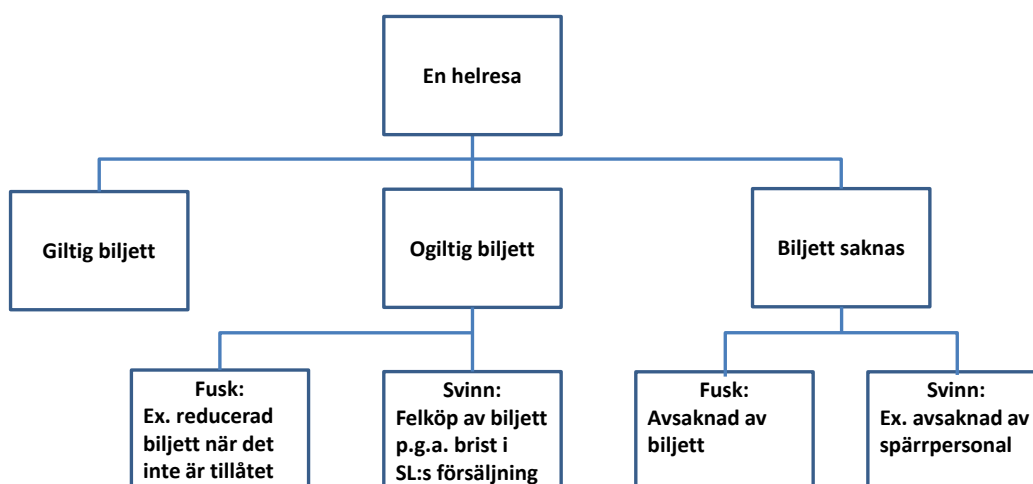 En helresa
Giltig biljett
Ogiltig biljett
Biljett saknas
Fusk:
Ex. reducerad
biljett när det
inte är tillåtet
Svinn:
Felköp av biljett
p.g.a. brist i
SL:s försäljning
Fusk:
Avsaknad av
biljett
Svinn:
Ex. avsaknad av
spärrpersonal